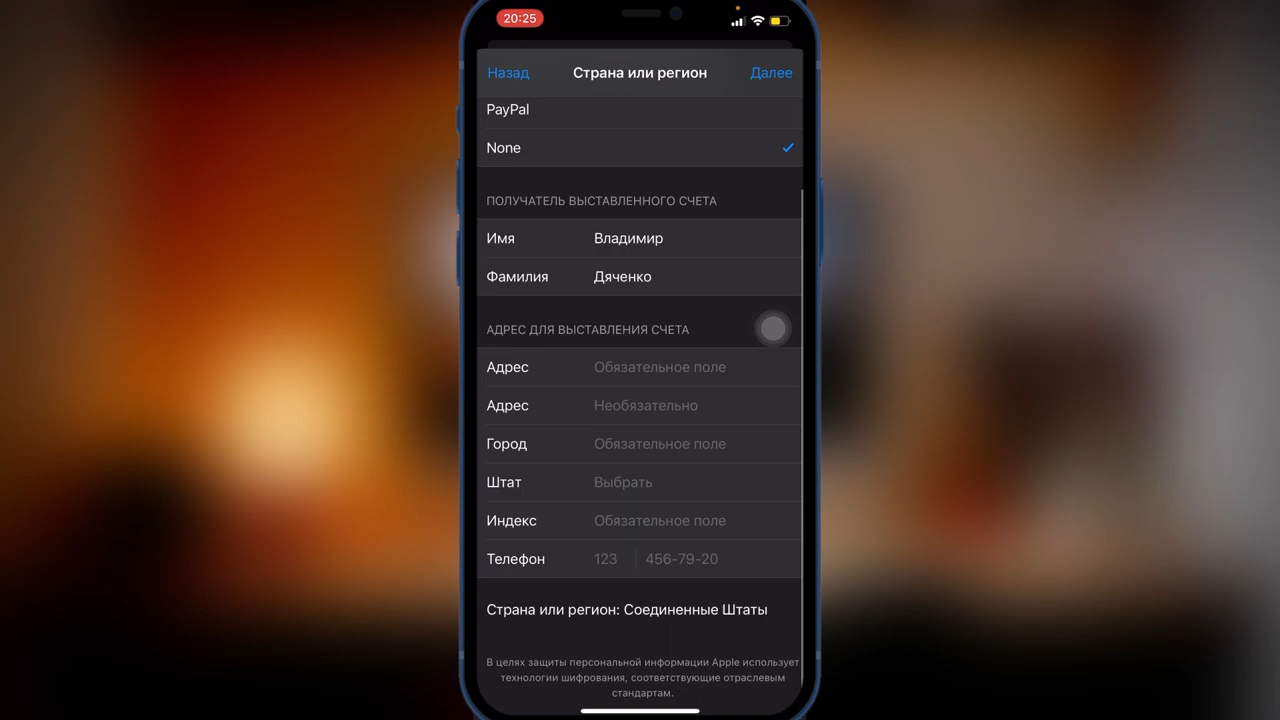 20:25
Назад Страна или регион Далее
PayPal
None
ПОЛУЧАТЕЛЬ ВЫСТАВЛЕННОГО СЧЕТА
Имя Владимир
Фамилия Дяченко
АДРЕС ДЛЯ ВЫСТАВЛЕНИЯ СЧЕТА
Адрес Обязательное поле
Адрес Необязательно
Город Обязательное поле
Штат Выбрать
Индекс Обязательное поле
Телефон 123 456-79-20
Страна или регион: Соединенные Штаты
В целях защиты персональной информации Apple использует
технологии шифрования, соответствующие отраслевым
стандартам.